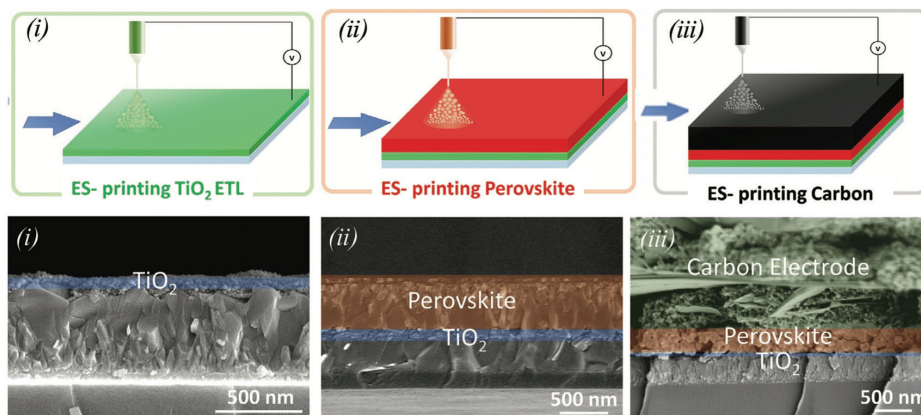 (i)
V
ES- printing TiO₂ ETL
(ii)
V
ES- printing Perovskite
(iii)
V
ES- printing Carbon
(i)
TiO₂
500 nm
(ii)
Perovskite
TiO₂
500 nm
(iii)
Carbon Electrode
Perovskite
TiO₂
500 nm